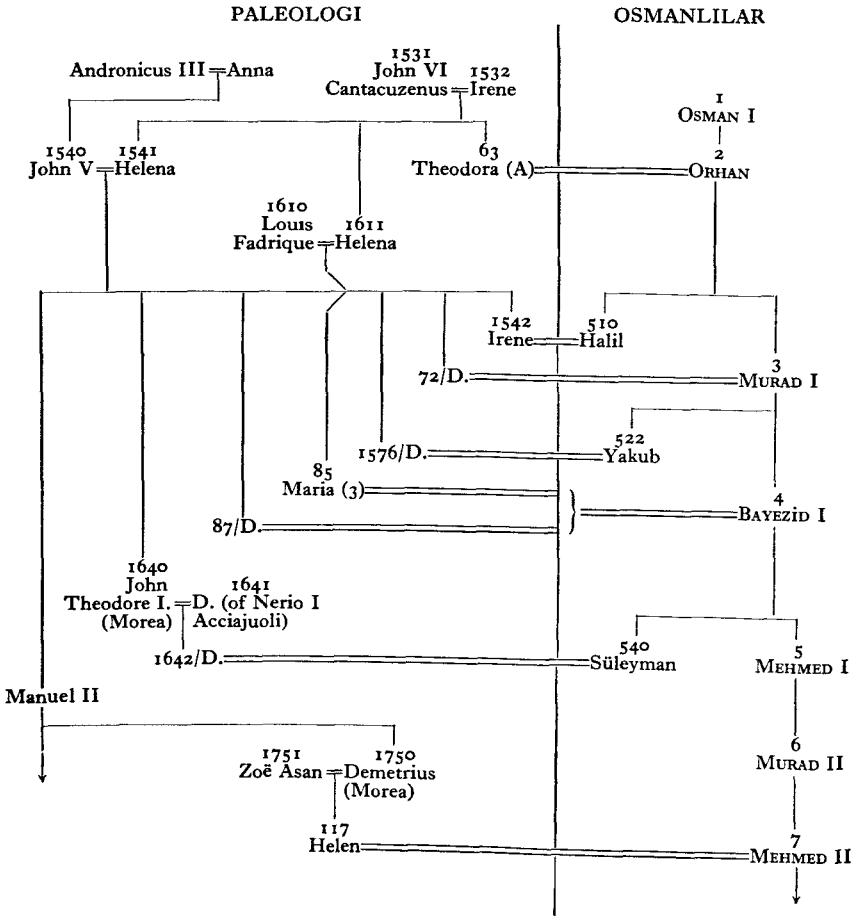 PALEOLOGI
OSMANLILAR
Andronicus III = Anna
1531
John VI
Cantacuzenus = 1532
Irene
1
OSMAN I
1540
John V = 1541
Helena
63
Theodora (A)
2
ORHAN
1610
Louis
Fadrique = 1611
Helena
1542
Irene
510
Halil
72/D.
3
MURAD I
1576/D.
522
Yakub
85
Maria (3)
87/D.
4
BAYEZID I
1640
John
Theodore I. = D. (of Nerio I
(Morea)
1641
Acciajuoli)
1642/D.
540
Süleyman
5
MEHMED I
Manuel II
1751
Zoë Asan = 1750
Demetrius
(Morea)
6
MURAD II
117
Helen
7
MEHMED II